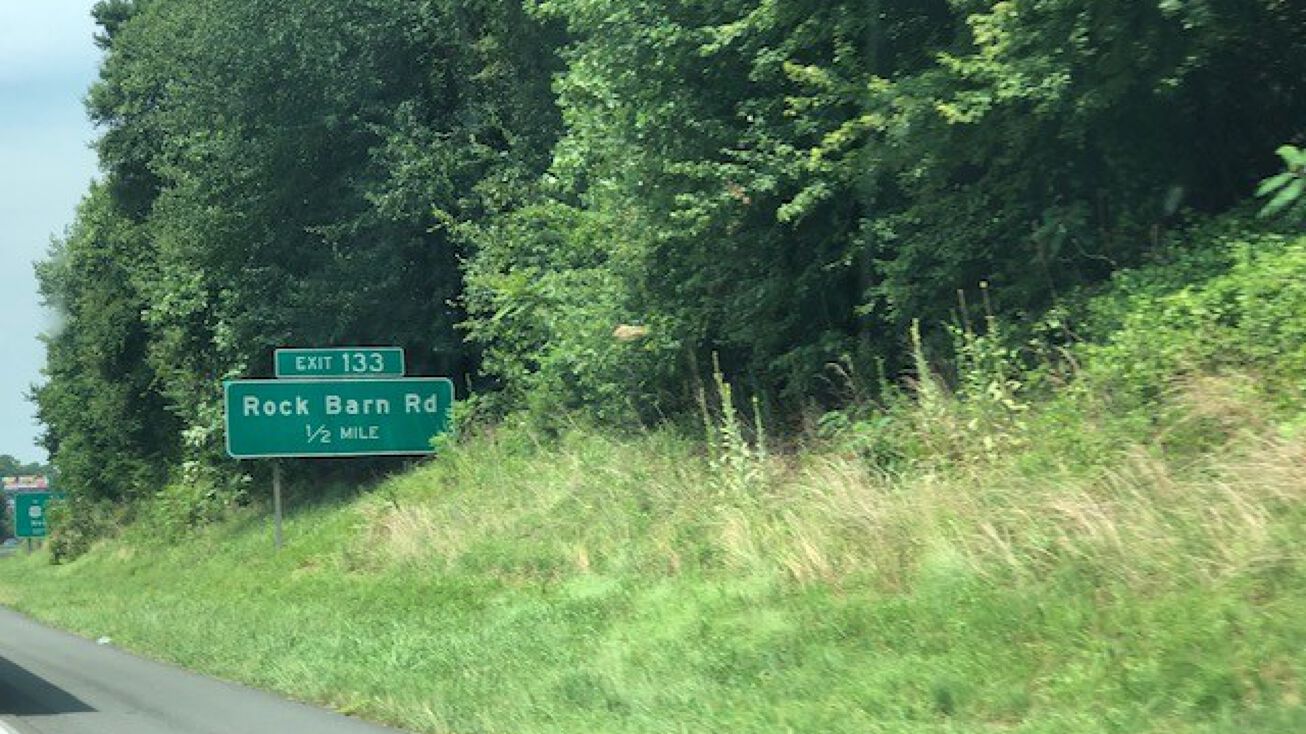 EXIT 133
Rock Barn Rd
1/2 MILE